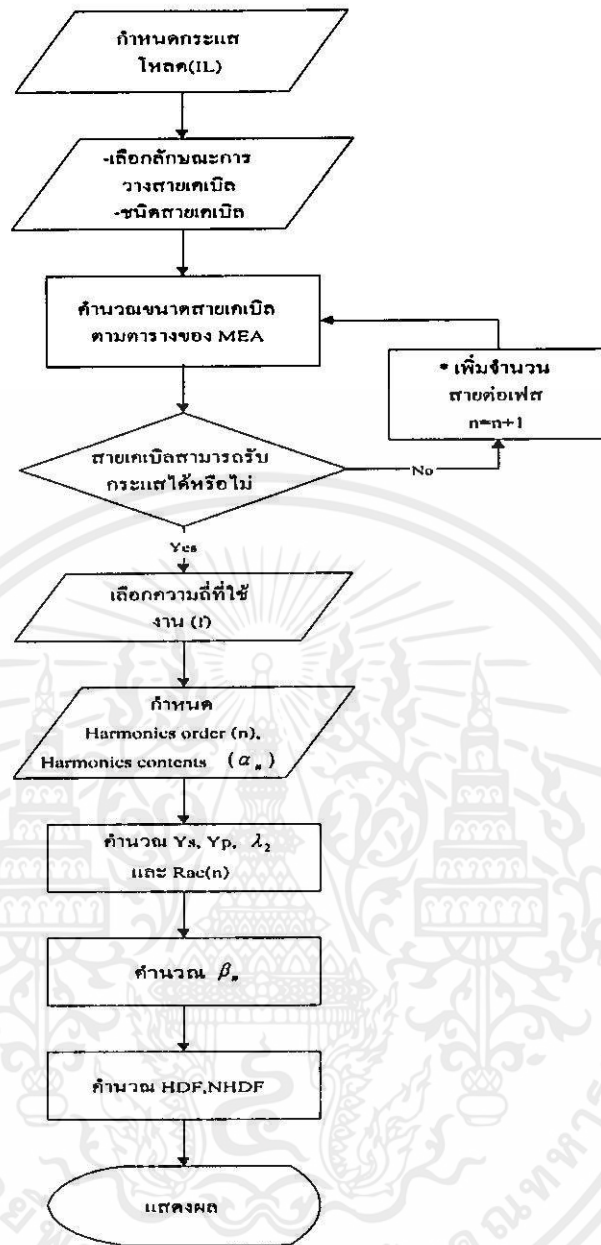 กำหนดกระแส
โหลด(IL)
-เลือกลักษณะการ
วางสายเคเบิล
-ชนิดสายเคเบิล
คำนวณขนาดสายเคเบิล
ตามตารางของ MEA
* เพิ่มจำนวน
สายต่อเฟส
n=n+1
สายเคเบิลสามารถรับ
กระแสได้หรือไม่
No
Yes
เลือกความถี่ที่ใช้
งาน (f)
กำหนด
Harmonics order (n),
Harmonics contents (αₙ)
คำนวณ Ys, Yp, λ₂
และ Rac(n)
คำนวณ βₙ
คำนวณ HDF,NHDF
แสดงผล